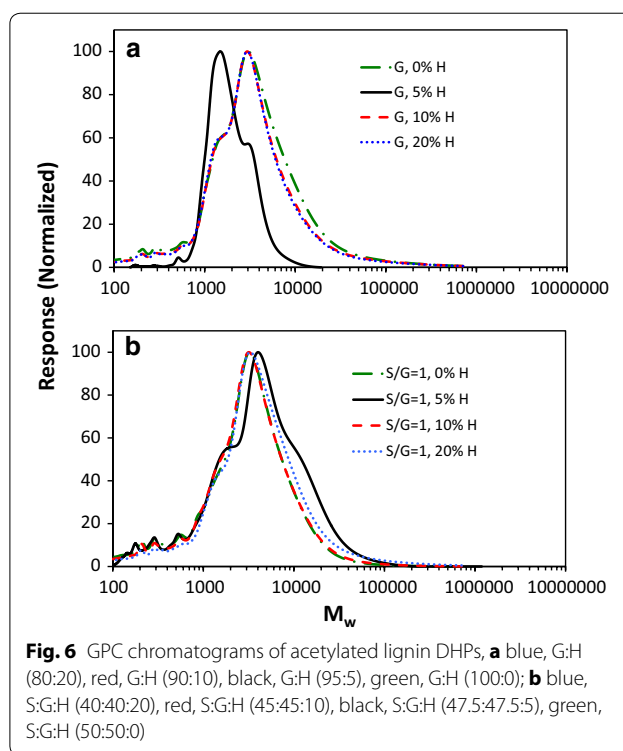 a
100
80
60
40
20
0
G, 0% H
G, 5% H
G, 10% H
G, 20% H
100 1000 10000 100000 1000000 10000000
Response (Normalized)
b
100
80
60
40
20
0
S/G=1, 0% H
S/G=1, 5% H
S/G=1, 10% H
S/G=1, 20% H
100 1000 10000 100000 1000000 10000000
Mw
Fig. 6 GPC chromatograms of acetylated lignin DHPs, a blue, G:H
(80:20), red, G:H (90:10), black, G:H (95:5), green, G:H (100:0); b blue,
S:G:H (40:40:20), red, S:G:H (45:45:10), black, S:G:H (47.5:47.5:5), green,
S:G:H (50:50:0)